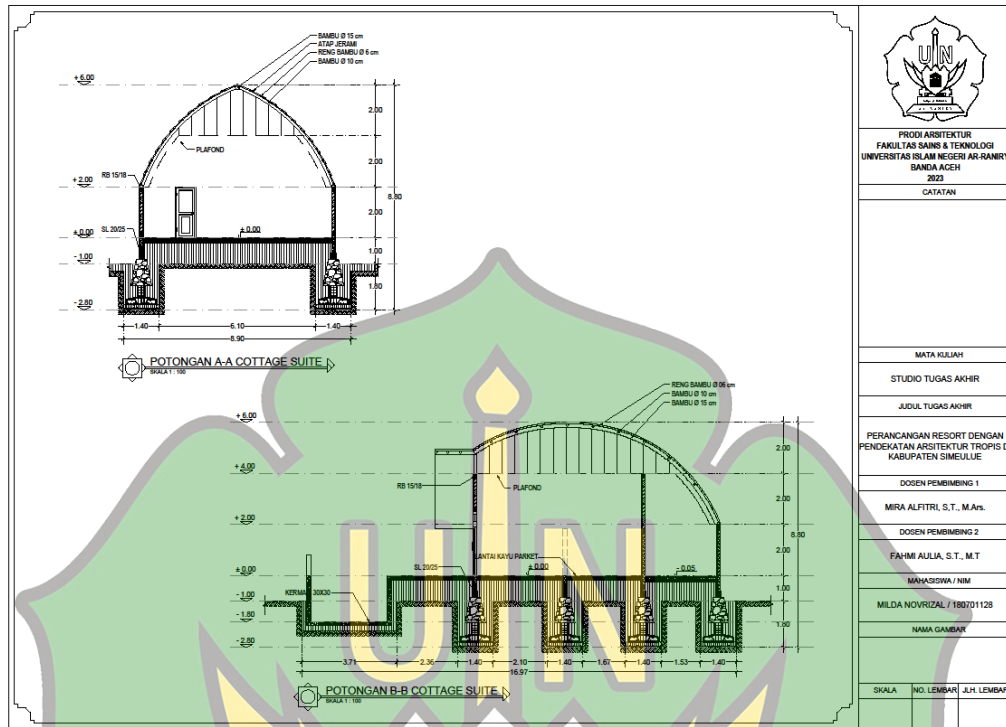 BAMBU Ø 15 cm
ATAP JERAMI
RENG BAMBU Ø 6 cm
BAMBU Ø 10 cm
+ 6.00
2.00
PLAFOND
2.00
RB 15/18
+ 2.00
8.80
2.00
SL 20/25
± 0.00
± 0.00
1.00
- 1.00
1.80
- 2.80
1.40
6.10
1.40
8.90
POTONGAN A-A COTTAGE SUITE
SKALA 1 : 100
RENG BAMBU Ø 06 cm
BAMBU Ø 10 cm
BAMBU Ø 15 cm
+ 6.00
2.00
+ 4.00
RB 15/18
PLAFOND
2.00
8.80
+ 2.00
2.00
LANTAI KAYU PARKET
SL 20/25
± 0.00
± 0.00
- 0.05
1.00
KERMAIK 30X30
- 1.00
- 1.80
1.80
- 2.80
3.71
2.36
1.40
2.10
1.40
1.67
1.40
1.53
1.40
16.97
POTONGAN B-B COTTAGE SUITE
SKALA 1 : 100
UIN
UIN
PRODI ARSITEKTUR
FAKULTAS SAINS & TEKNOLOGI
UNIVERSITAS ISLAM NEGERI AR-RANIRY
BANDA ACEH
2023
CATATAN
MATA KULIAH
STUDIO TUGAS AKHIR
JUDUL TUGAS AKHIR
PERANCANGAN RESORT DENGAN
PENDEKATAN ARSITEKTUR TROPIS D
KABUPATEN SIMEULUE
DOSEN PEMBIMBING 1
MIRA ALFITRI, S.T., M.Ars.
DOSEN PEMBIMBING 2
FAHMI AULIA, S.T., M.T
MAHASISWA / NIM
MILDA NOVRIZAL / 180701128
NAMA GAMBAR
SKALA
NO. LEMBAR
JLH. LEMBAR